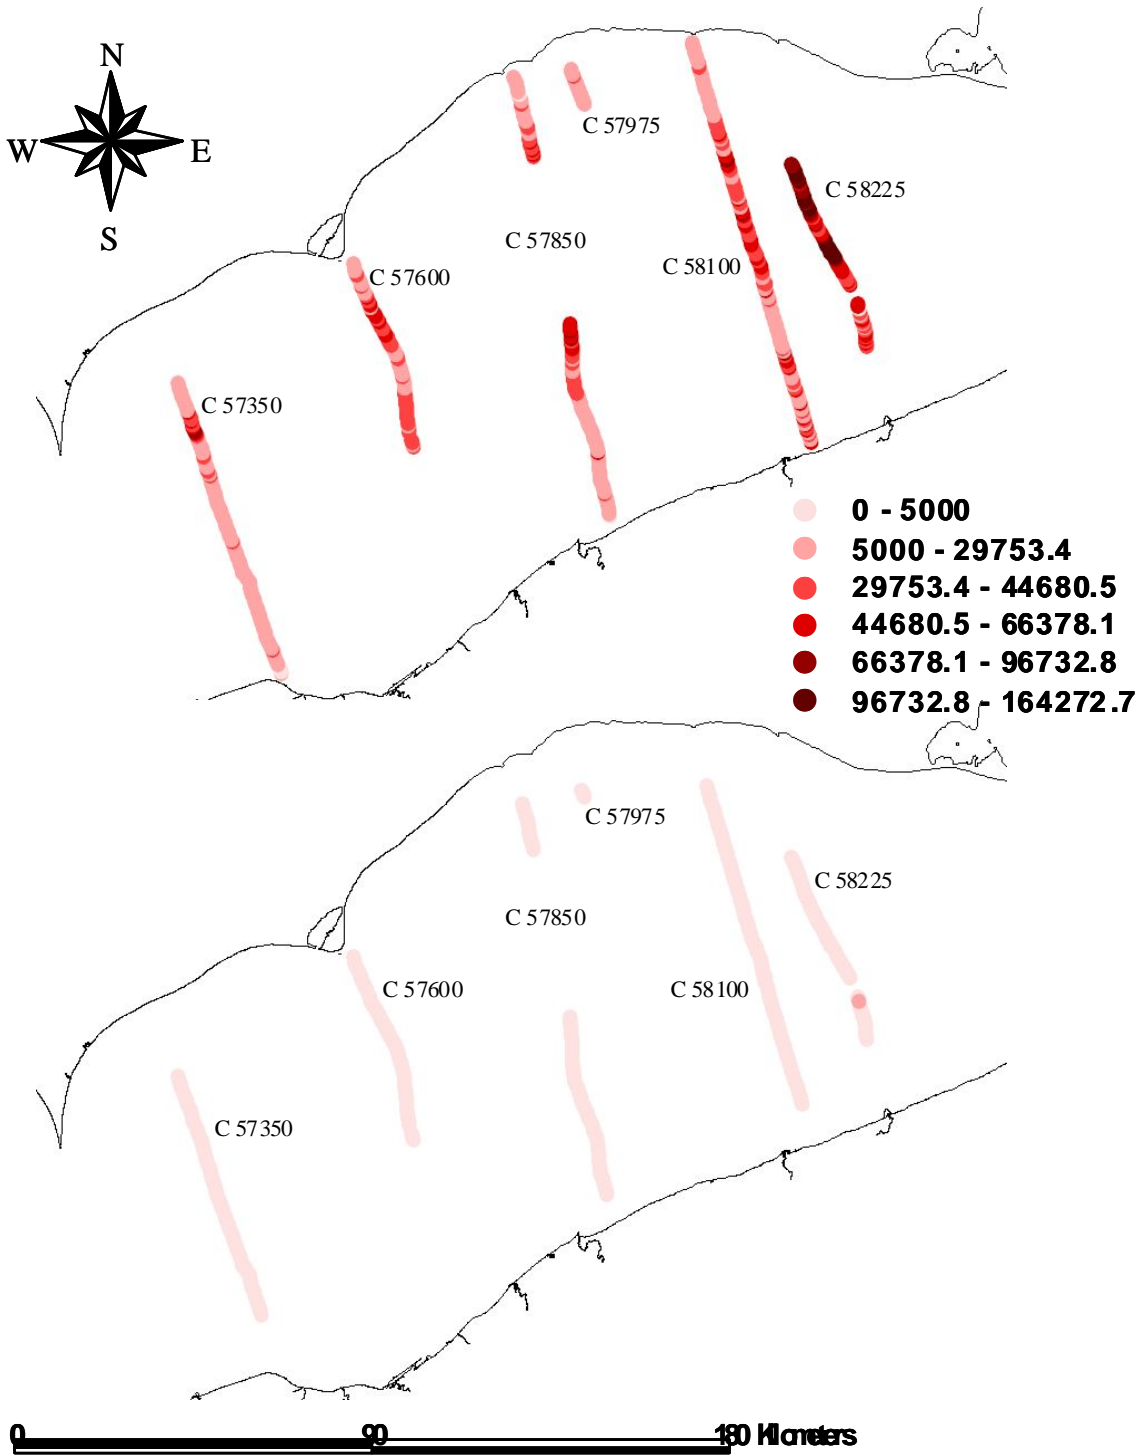 N
W E
S
C 57975
C 58225
C 57850
C 58100
C 57600
C 57350
0 - 5000
5000 - 29753.4
29753.4 - 44680.5
44680.5 - 66378.1
66378.1 - 96732.8
96732.8 - 164272.7
C 57975
C 58225
C 57850
C 57600
C 58100
C 57350
0 90 180 Kilometers